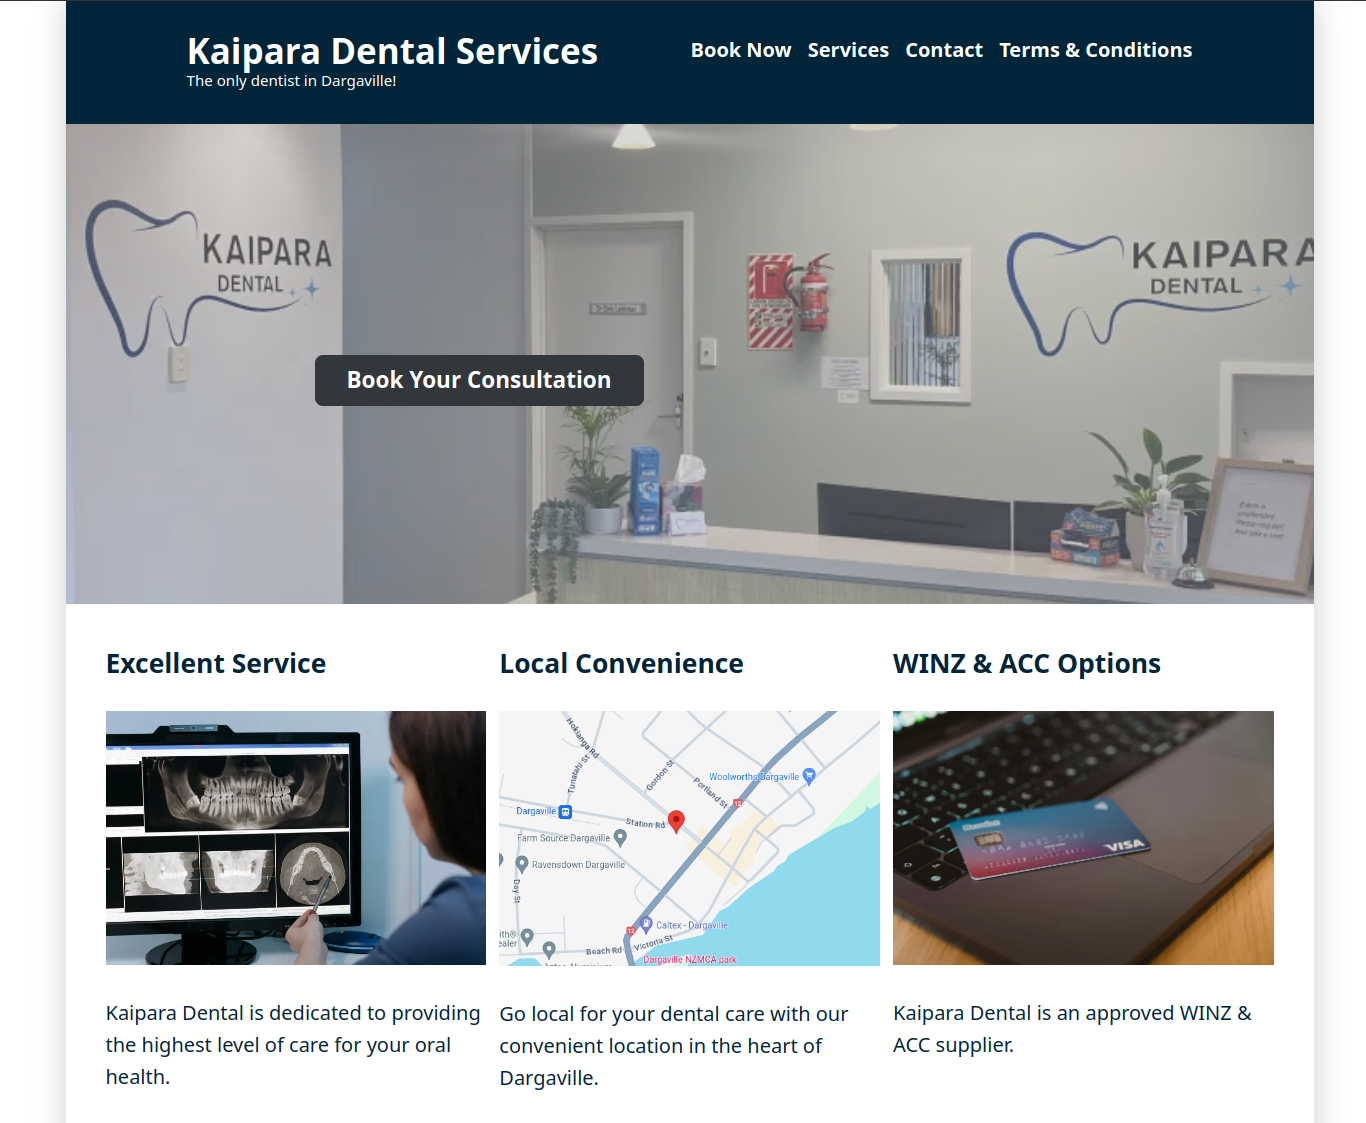 Kaipara Dental Services
The only dentist in Dargaville!
Book Now Services Contact Terms & Conditions
KAIPARA
DENTAL
KAIPARA
DENTAL
Book Your Consultation
Excellent Service
Local Convenience
WINZ & ACC Options
Hokianga Rd
Tunatahi St
Gordon St
Portland St
Woolworths Dargaville
12
Dargaville
Station Rd
Farm Source Dargaville
Ravensdown Dargaville
Day St
Caltex - Dargaville
12
Beach Rd
Victoria St
Dargaville NZMCA park
VISA
Kaipara Dental is dedicated to providing
the highest level of care for your oral
health.
Go local for your dental care with our
convenient location in the heart of
Dargaville.
Kaipara Dental is an approved WINZ &
ACC supplier.